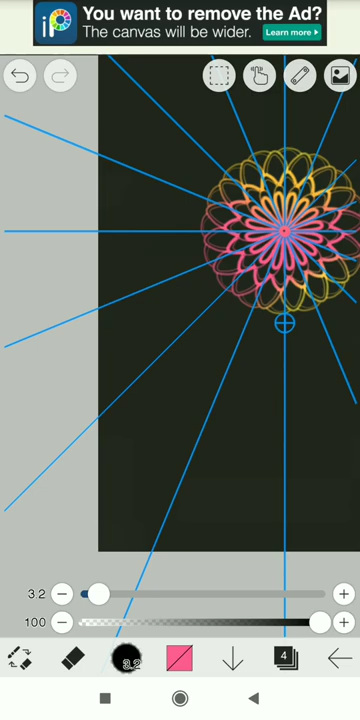 iP
You want to remove the Ad?
The canvas will be wider.
Learn more
3.2
100
3.2
4